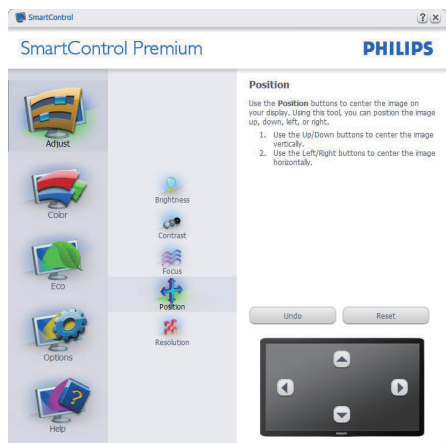 SmartControl
SmartControl Premium
PHILIPS
Adjust
Color
Eco
Options
Help
Brightness
Contrast
Focus
Position
Resolution
Position
Use the Position buttons to center the image on
your display. Using this tool, you can position the image
up, down, left, or right.
1. Use the Up/Down buttons to center the image
vertically.
2. Use the Left/Right buttons to center the image
horizontally.
Undo
Reset
PHILIPS